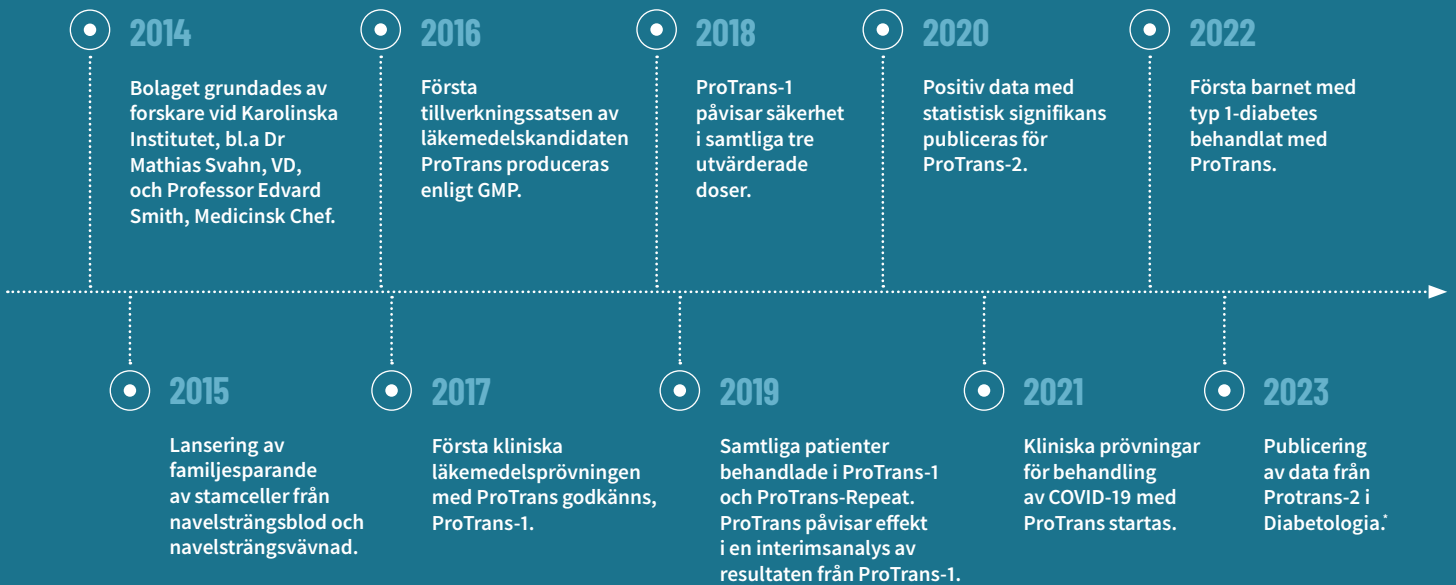 2014
Bolaget grundades av
forskare vid Karolinska
Institutet, bl.a Dr
Mathias Svahn, VD,
och Professor Edvard
Smith, Medicinsk Chef.
2016
Första
tillverkningssatsen av
läkemedelskandidaten
ProTrans produceras
enligt GMP.
2018
ProTrans-1
påvisar säkerhet
i samtliga tre
utvärderade
doser.
2020
Positiv data med
statistisk signifikans
publiceras för
ProTrans-2.
2022
Första barnet med
typ 1-diabetes
behandlat med
ProTrans.
2015
Lansering av
familjesparande
av stamceller från
navelsträngsblod och
navelsträngsvävnad.
2017
Första kliniska
läkemedelsprövningen
med ProTrans godkänns,
ProTrans-1.
2019
Samtliga patienter
behandlade i ProTrans-1
och ProTrans-Repeat.
ProTrans påvisar effekt
i en interimsanalys av
resultaten från ProTrans-1.
2021
Kliniska prövningar
för behandling
av COVID-19 med
ProTrans startas.
2023
Publicering
av data från
Protrans-2 i
Diabetologia.*